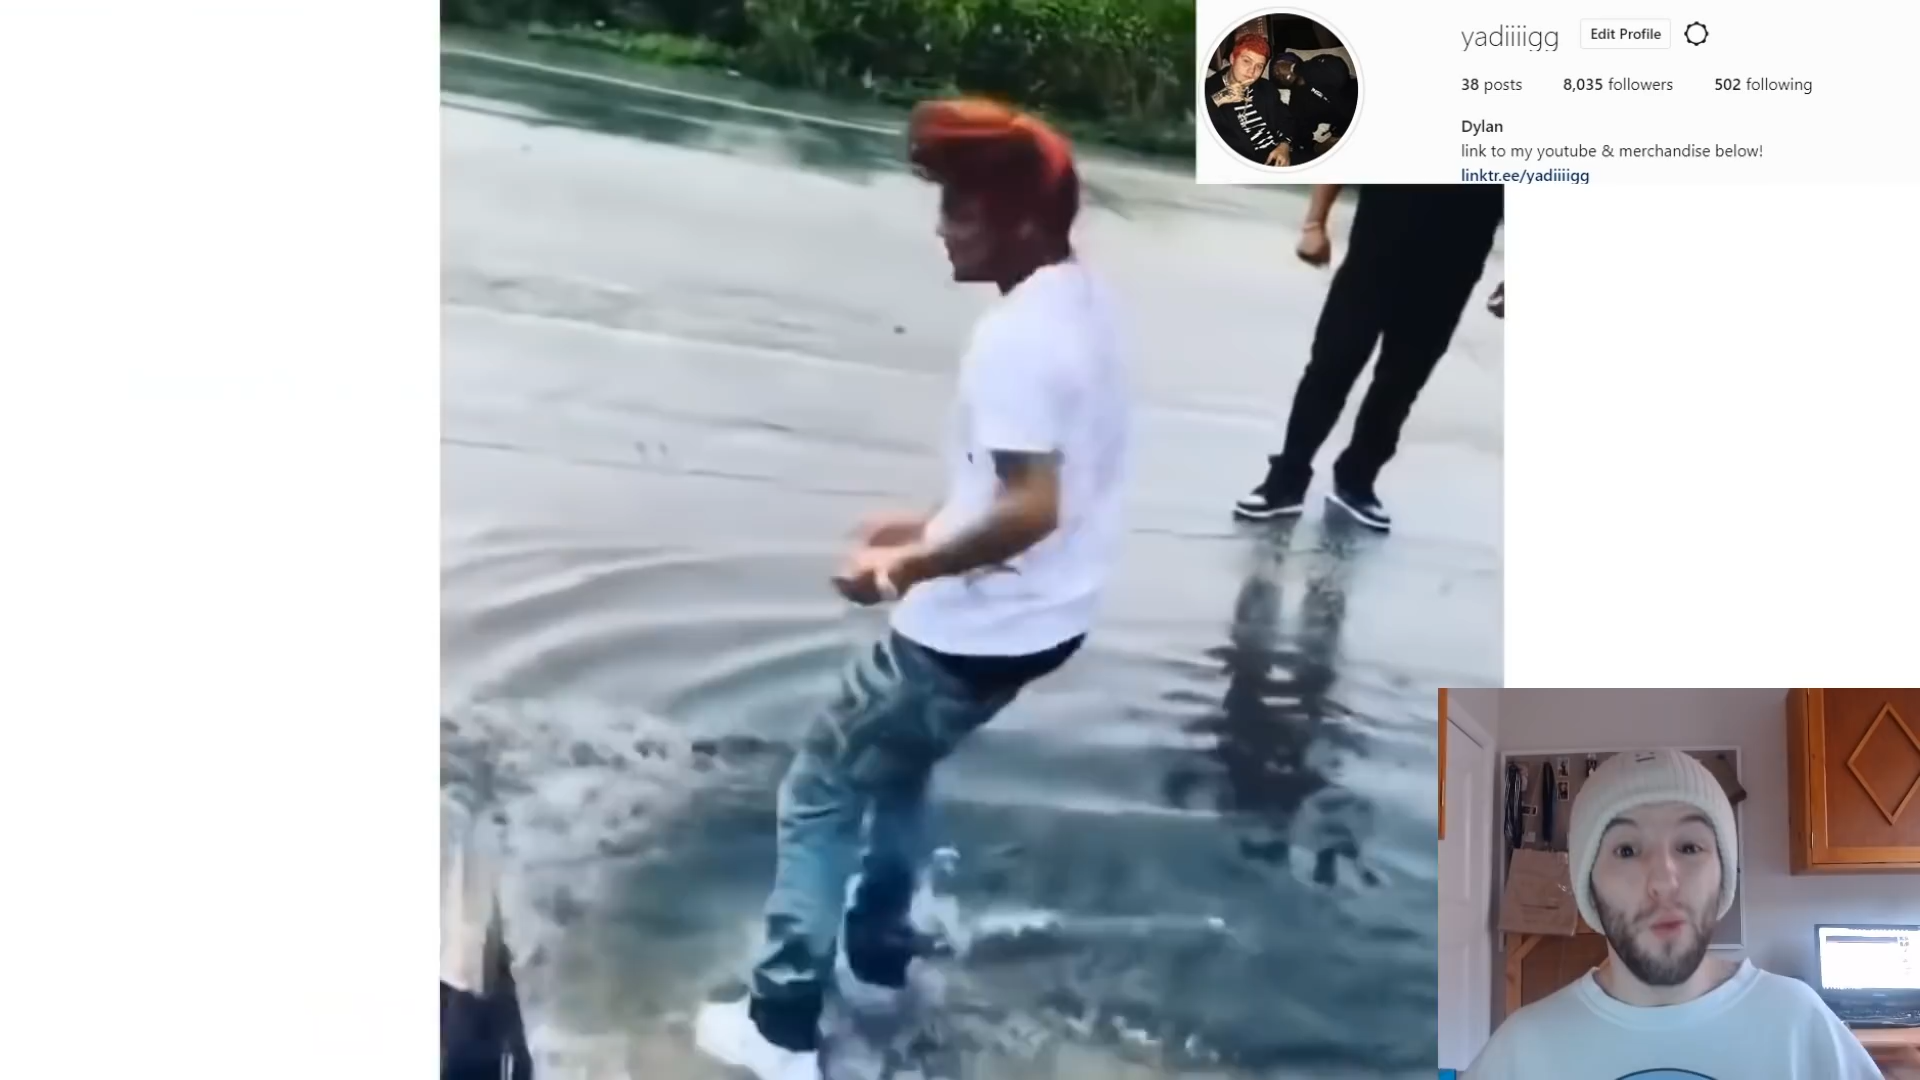 yadiiiigg Edit Profile
38 posts 8,035 followers 502 following
Dylan
link to my youtube & merchandise below!
linktr.ee/yadiiiigg